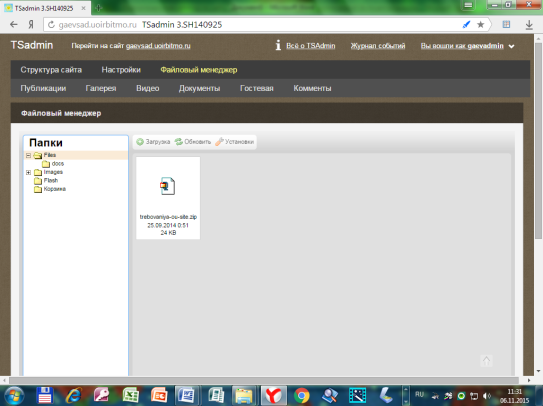 TSadmin 3.SH140925
gaevsad.uoirbitmo.ru TSadmin 3.SH140925
TSadmin Перейти на сайт gaevsad.uorbitmo.ru Всё о TSAdmin Журнал событий Вы вошли как gaevadmin
Структура сайта Настройки Файловый менеджер
Публикации Галерея Видео Документы Гостевая Комменты
Файловый менеджер
Папки
Загрузка Обновить Установки
Files
docs
Images
Flash
Корзина
trebovaniya-ou-site.zip
25.09.2014 0:51
24 KB
RU
11:31
06.11.2015